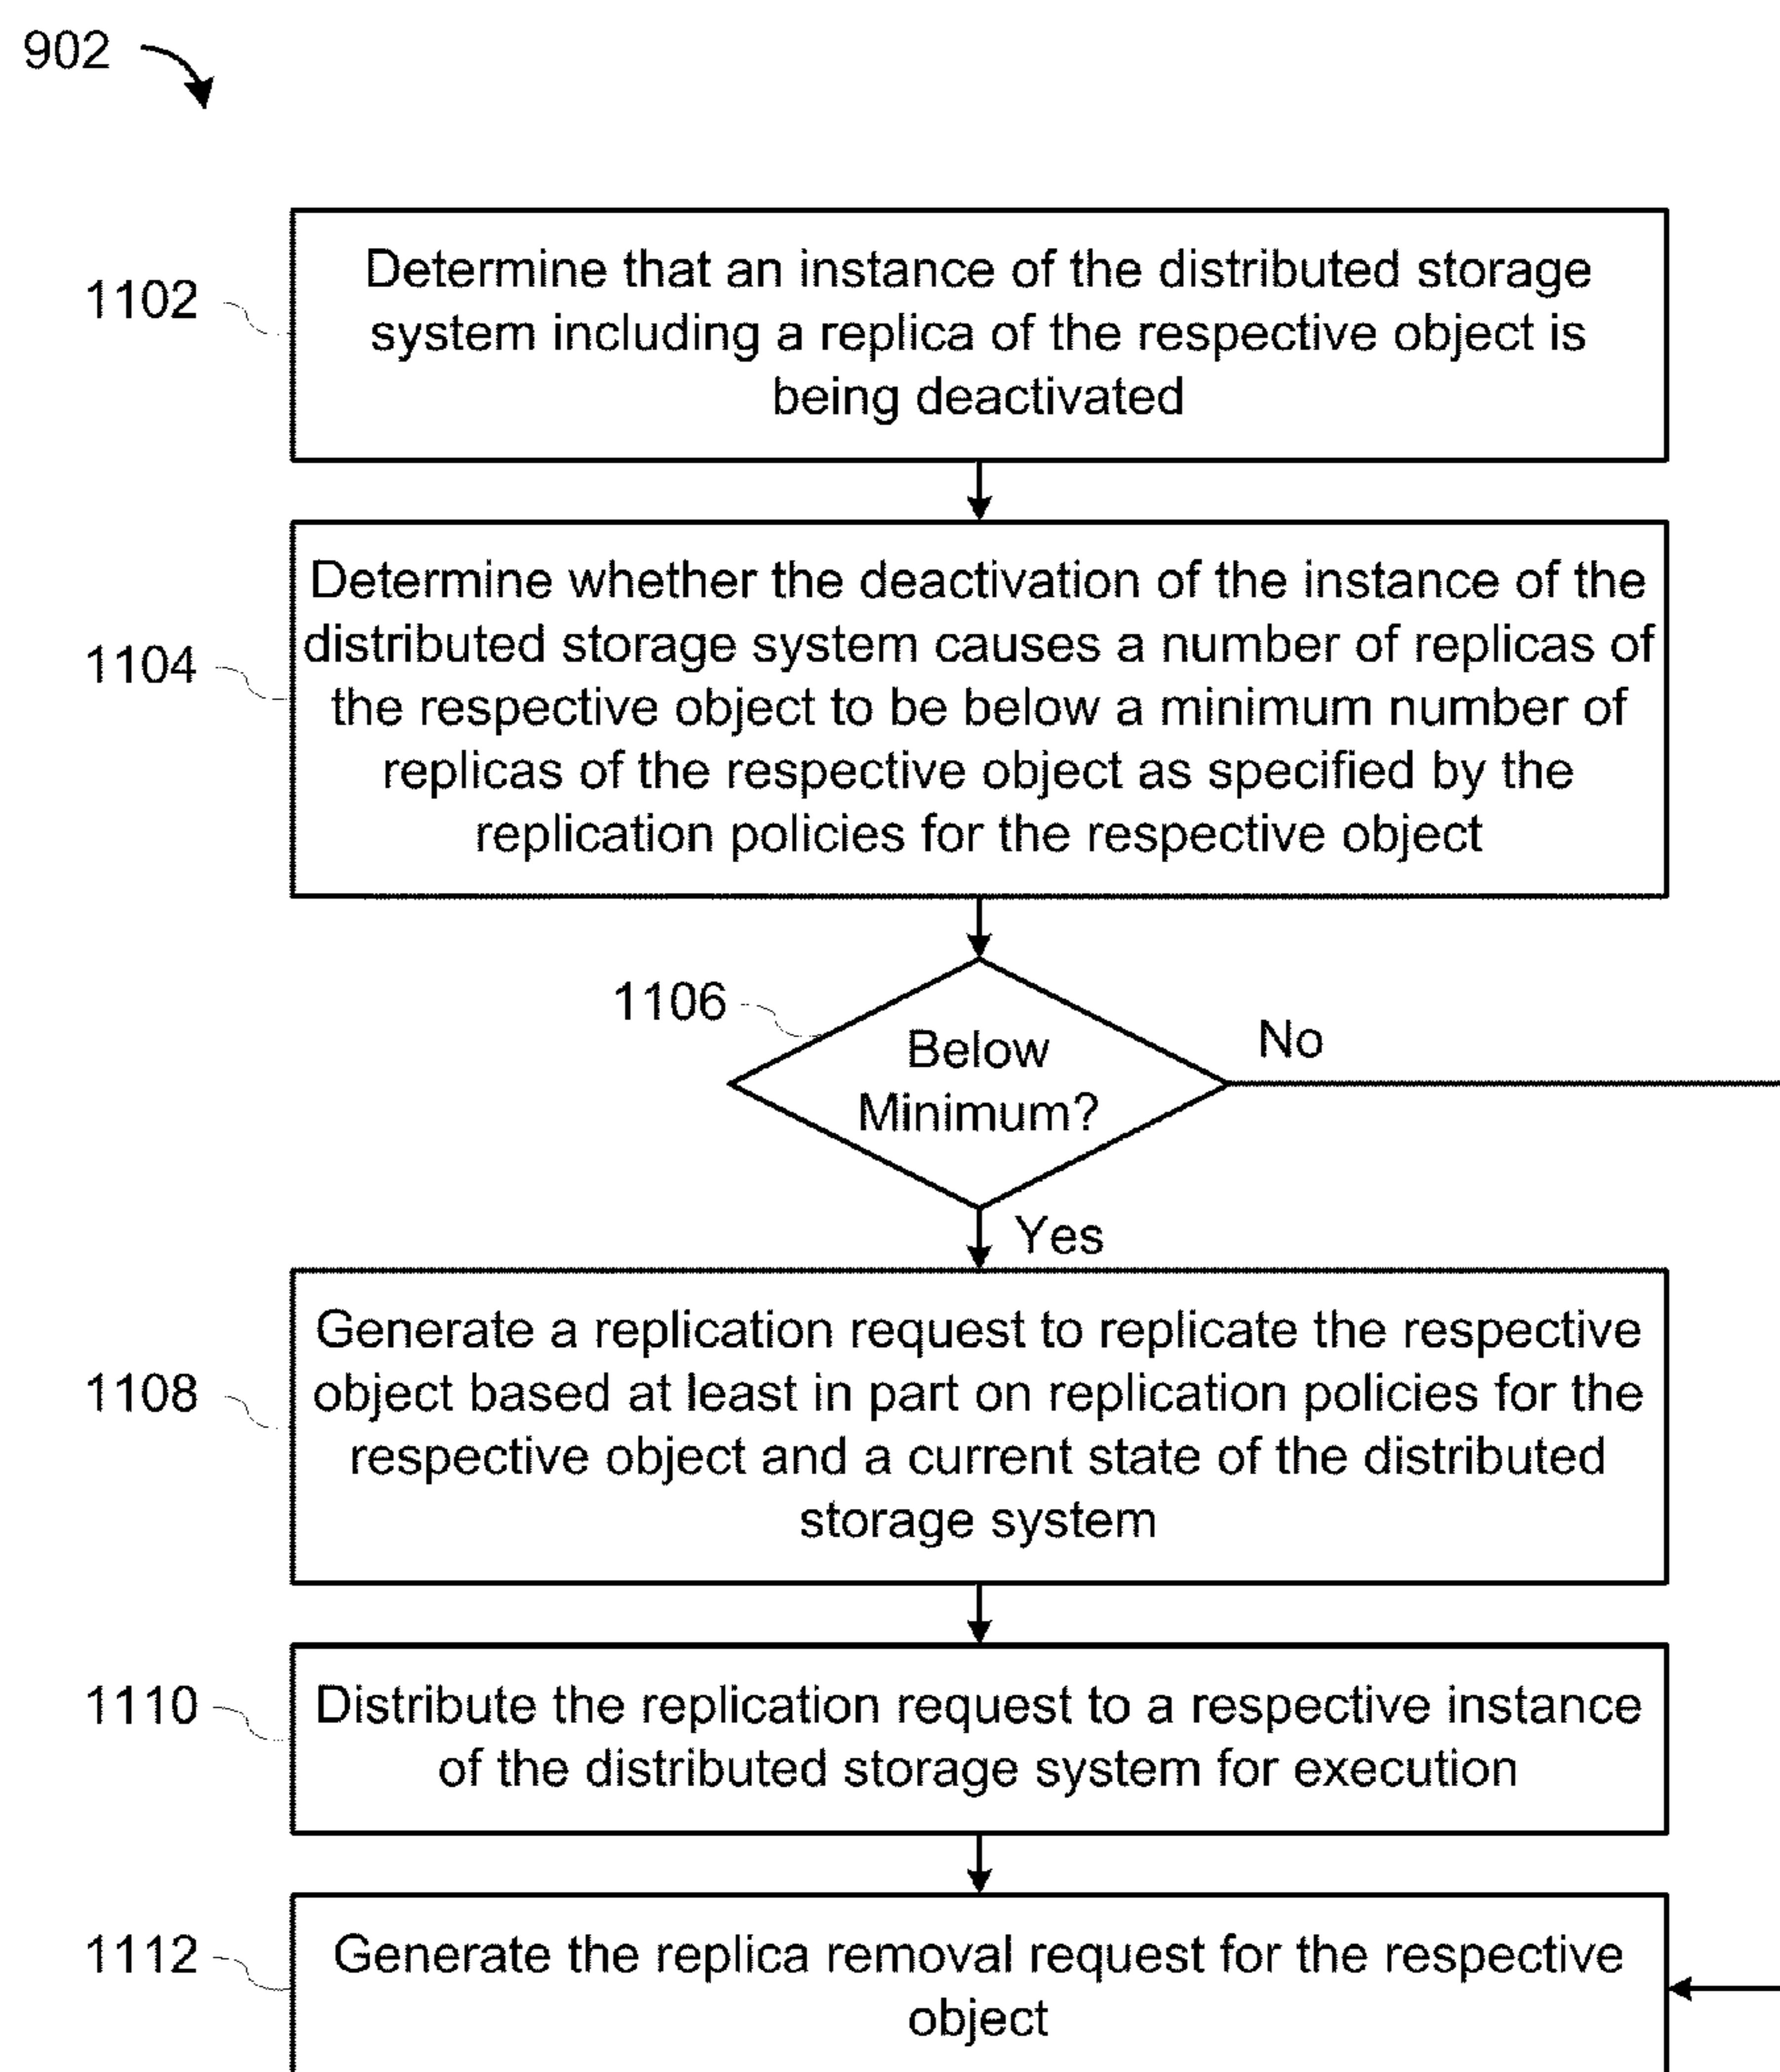 902
1102
Determine that an instance of the distributed storage
system including a replica of the respective object is
being deactivated
1104
Determine whether the deactivation of the instance of the
distributed storage system causes a number of replicas of
the respective object to be below a minimum number of
replicas of the respective object as specified by the
replication policies for the respective object
1106
Below
Minimum?
No
Yes
1108
Generate a replication request to replicate the respective
object based at least in part on replication policies for the
respective object and a current state of the distributed
storage system
1110
Distribute the replication request to a respective instance
of the distributed storage system for execution
1112
Generate the replica removal request for the respective
object